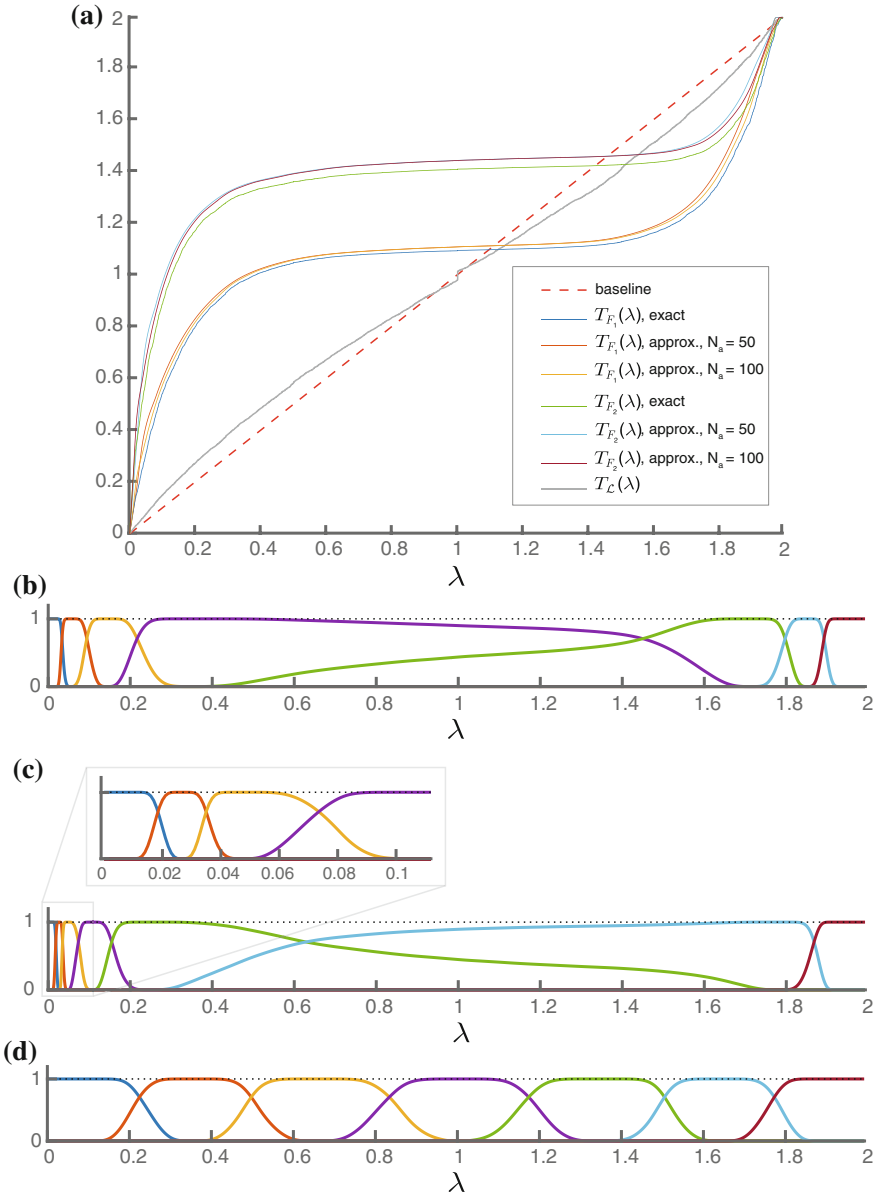 (a)
2
1.8
1.6
1.4
1.2
1
0.8
0.6
0.4
0.2
0
0 0.2 0.4 0.6 0.8 1 1.2 1.4 1.6 1.8 2
λ
baseline
T_{F_1}(λ), exact
T_{F_1}(λ), approx., N_a = 50
T_{F_1}(λ), approx., N_a = 100
T_{F_2}(λ), exact
T_{F_2}(λ), approx., N_a = 50
T_{F_2}(λ), approx., N_a = 100
T_ℒ(λ)
(b)
1
0
0 0.2 0.4 0.6 0.8 1 1.2 1.4 1.6 1.8 2
λ
(c)
0 0.02 0.04 0.06 0.08 0.1
1
0
0 0.2 0.4 0.6 0.8 1 1.2 1.4 1.6 1.8 2
λ
(d)
1
0
0 0.2 0.4 0.6 0.8 1 1.2 1.4 1.6 1.8 2
λ